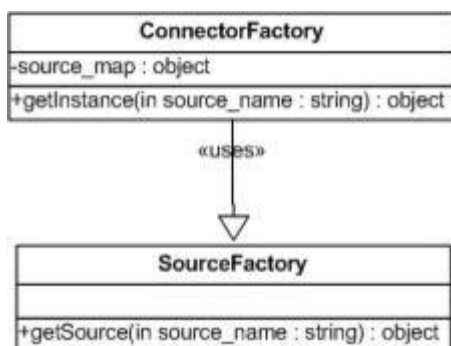 ConnectorFactory
-source_map : object
+getInstance(in source_name : string) : object
«uses»
SourceFactory
+getSource(in source_name : string) : object